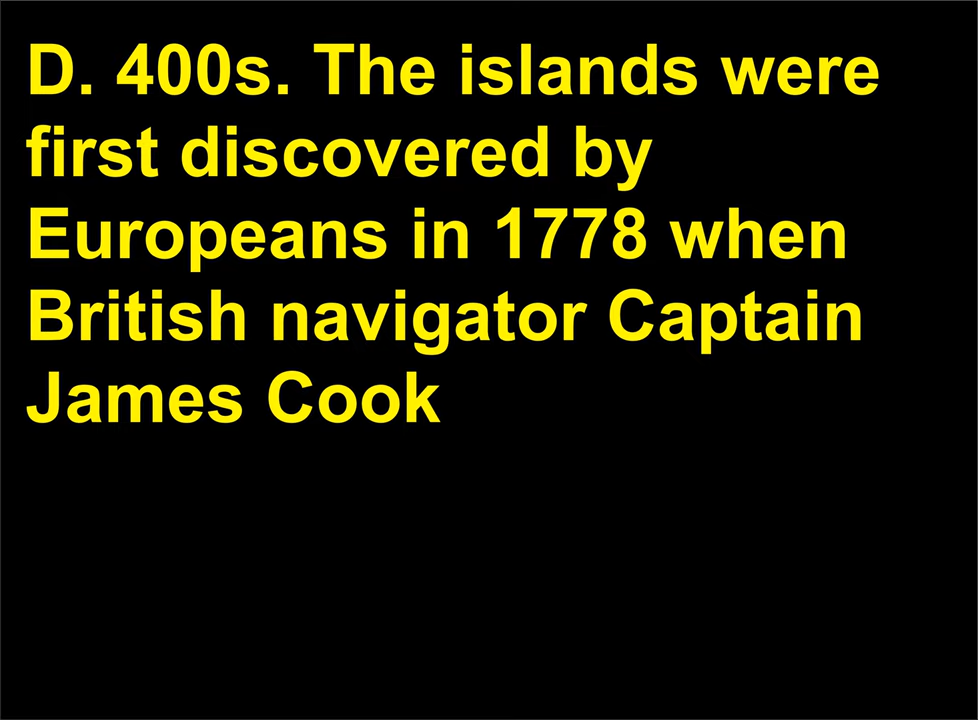 D. 400s. The islands were
first discovered by
Europeans in 1778 when
British navigator Captain
James Cook